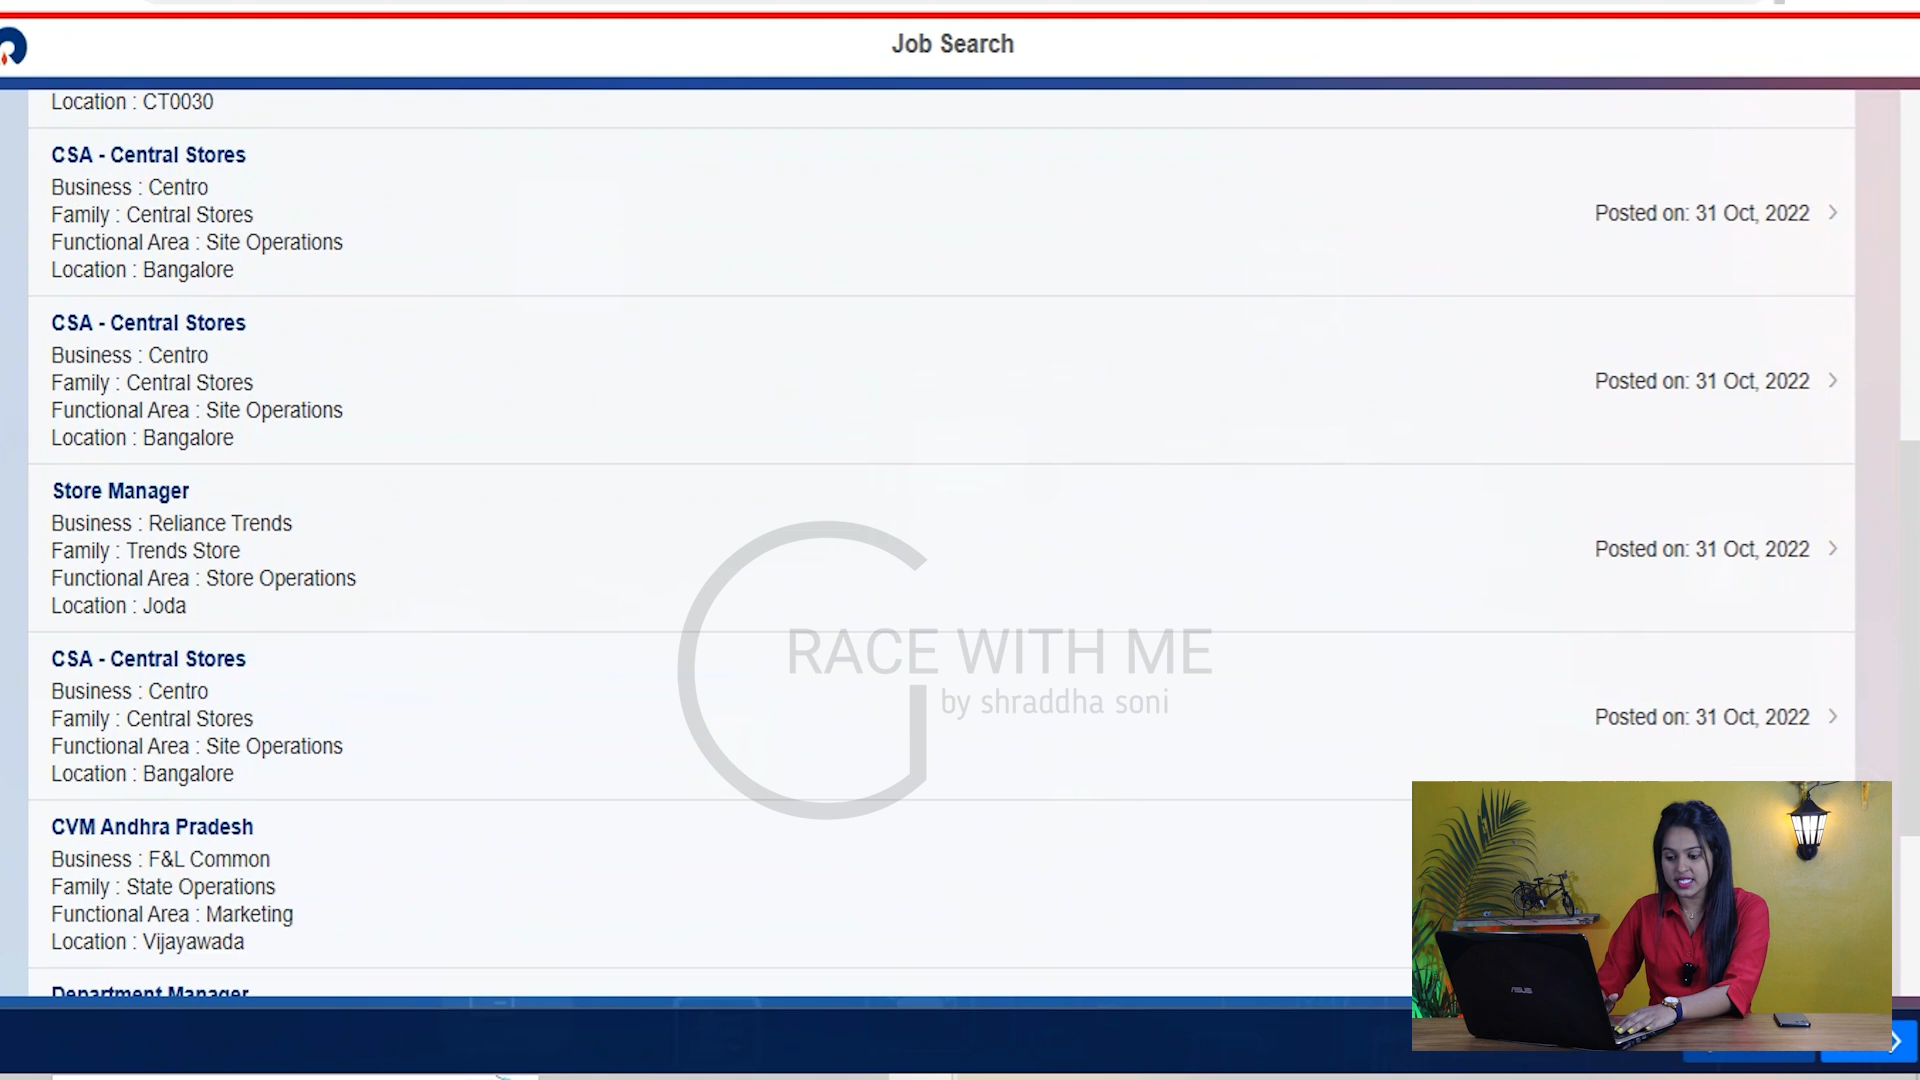 Job Search
Location : CT0030
CSA - Central Stores
Business : Centro
Family : Central Stores
Functional Area : Site Operations
Location : Bangalore
Posted on: 31 Oct, 2022
CSA - Central Stores
Business : Centro
Family : Central Stores
Functional Area : Site Operations
Location : Bangalore
Posted on: 31 Oct, 2022
Store Manager
Business : Reliance Trends
Family : Trends Store
Functional Area : Store Operations
Location : Joda
Posted on: 31 Oct, 2022
GRACE WITH ME
by shraddha soni
CSA - Central Stores
Business : Centro
Family : Central Stores
Functional Area : Site Operations
Location : Bangalore
Posted on: 31 Oct, 2022
CVM Andhra Pradesh
Business : F&L Common
Family : State Operations
Functional Area : Marketing
Location : Vijayawada
Department Manager
ASUS